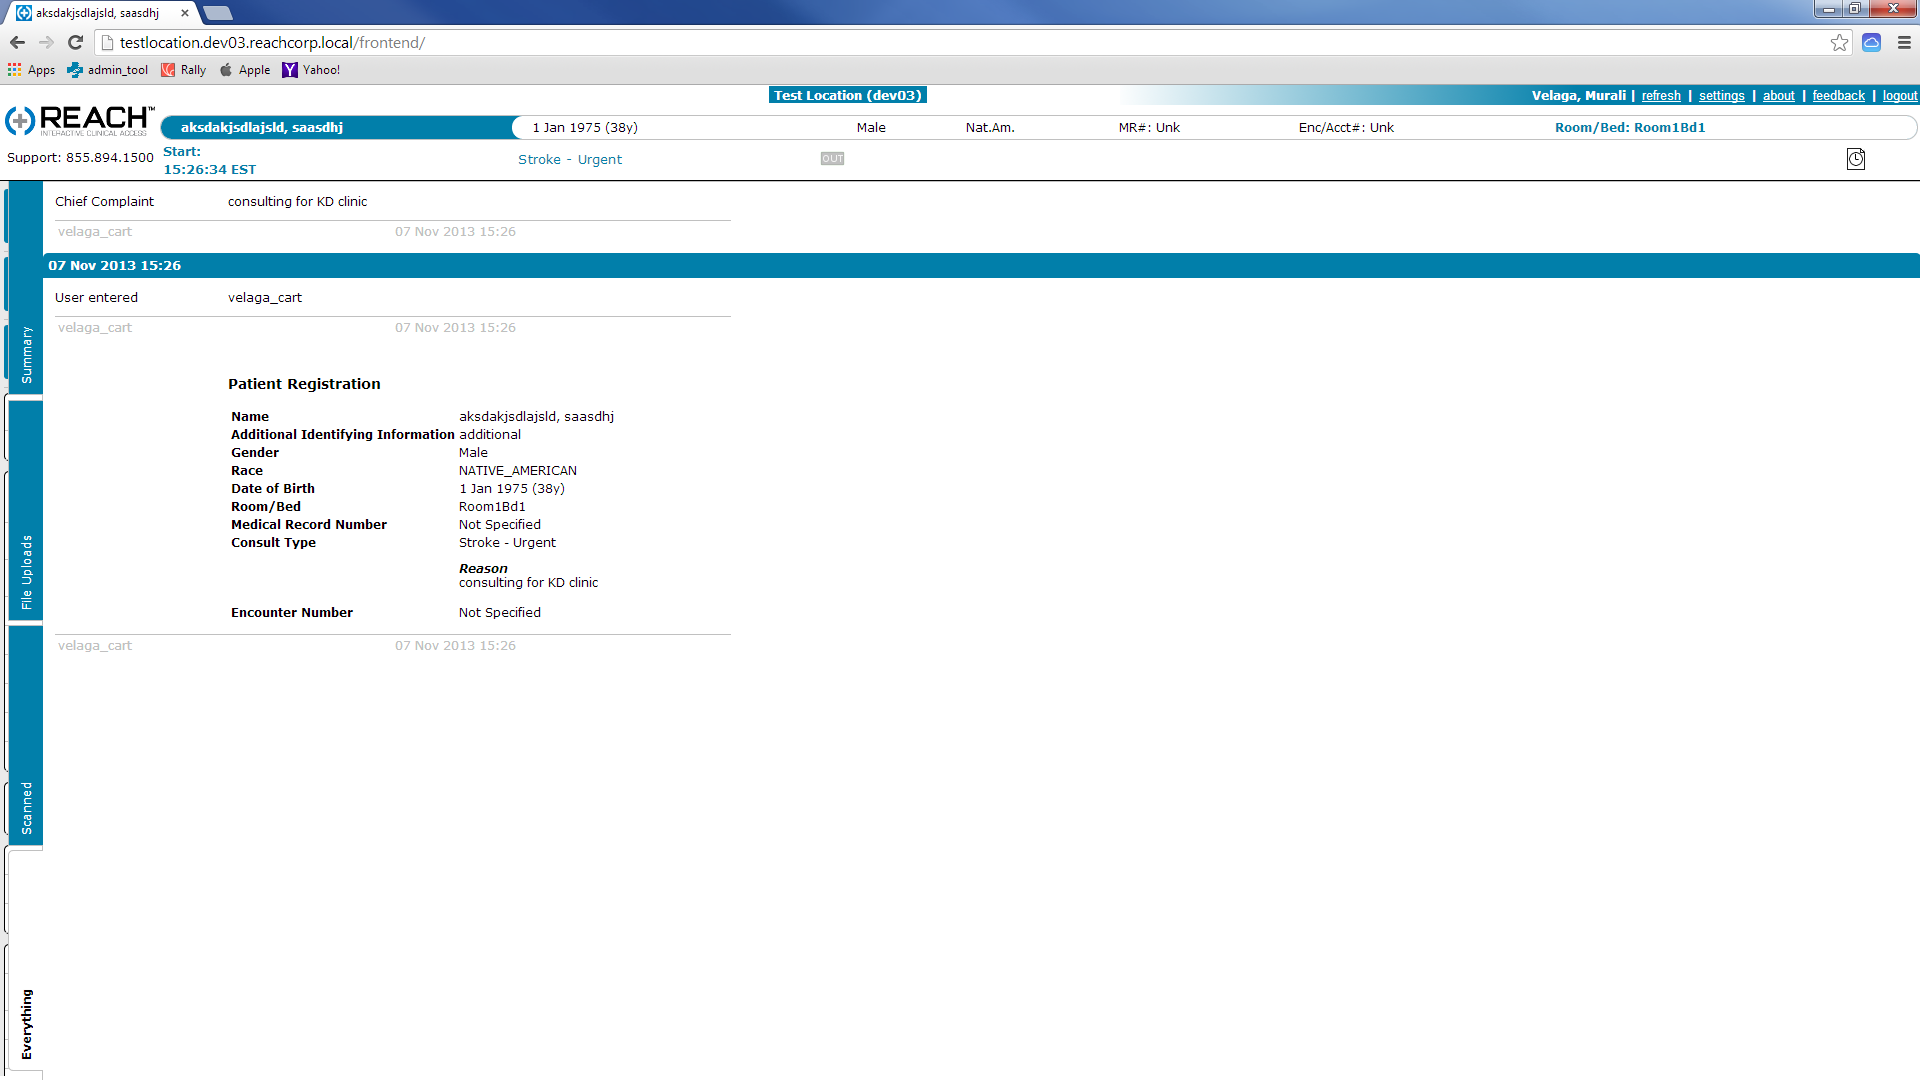 aksdakjsdlajsld, saasdhj
testlocation.dev03.reachcorp.local/frontend/
Apps admin_tool Rally Apple Yahoo!
Test Location (dev03) Velaga, Murali | refresh | settings | about | feedback | logout
REACH™
INTERACTIVE CLINICAL ACCESS
aksdakjsdlajsld, saasdhj 1 Jan 1975 (38y) Male Nat.Am. MR#: Unk Enc/Acct#: Unk Room/Bed: Room1Bd1
Support: 855.894.1500 Start:
15:26:34 EST Stroke - Urgent OUT
Chief Complaint consulting for KD clinic
velaga_cart 07 Nov 2013 15:26
07 Nov 2013 15:26
User entered velaga_cart
velaga_cart 07 Nov 2013 15:26
Patient Registration
Name aksdakjsdlajsld, saasdhj
Additional Identifying Information additional
Gender Male
Race NATIVE_AMERICAN
Date of Birth 1 Jan 1975 (38y)
Room/Bed Room1Bd1
Medical Record Number Not Specified
Consult Type Stroke - Urgent
Reason
consulting for KD clinic
Encounter Number Not Specified
velaga_cart 07 Nov 2013 15:26
Summary
File Uploads
Scanned
Everything